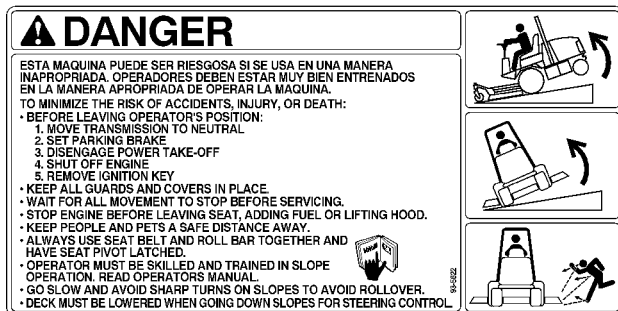 DANGER
ESTA MAQUINA PUEDE SER RIESGOSA SI SE USA EN UNA MANERA
INAPROPRIADA. OPERADORES DEBEN ESTAR MUY BIEN ENTRENADOS
EN LA MANERA APROPRIADA DE OPERAR LA MAQUINA.
TO MINIMIZE THE RISK OF ACCIDENTS, INJURY, OR DEATH:
• BEFORE LEAVING OPERATOR'S POSITION:
1. MOVE TRANSMISSION TO NEUTRAL
2. SET PARKING BRAKE
3. DISENGAGE POWER TAKE-OFF
4. SHUT OFF ENGINE
5. REMOVE IGNITION KEY
• KEEP ALL GUARDS AND COVERS IN PLACE.
• WAIT FOR ALL MOVEMENT TO STOP BEFORE SERVICING.
• STOP ENGINE BEFORE LEAVING SEAT, ADDING FUEL OR LIFTING HOOD.
• KEEP PEOPLE AND PETS A SAFE DISTANCE AWAY.
• ALWAYS USE SEAT BELT AND ROLL BAR TOGETHER AND
HAVE SEAT PIVOT LATCHED.
• OPERATOR MUST BE SKILLED AND TRAINED IN SLOPE
OPERATION. READ OPERATORS MANUAL.
• GO SLOW AND AVOID SHARP TURNS ON SLOPES TO AVOID ROLLOVER.
• DECK MUST BE LOWERED WHEN GOING DOWN SLOPES FOR STEERING CONTROL.